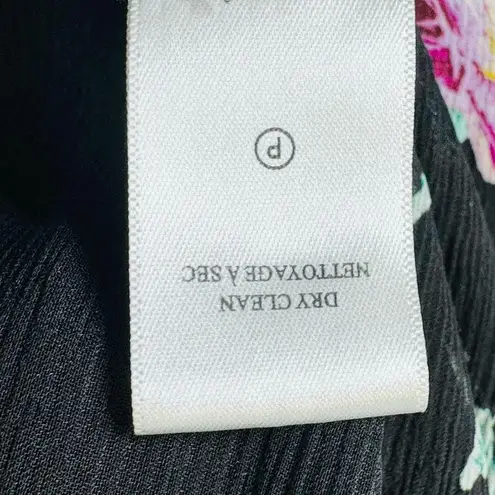 DRY CLEAN
NETTOYAGE À SEC
P